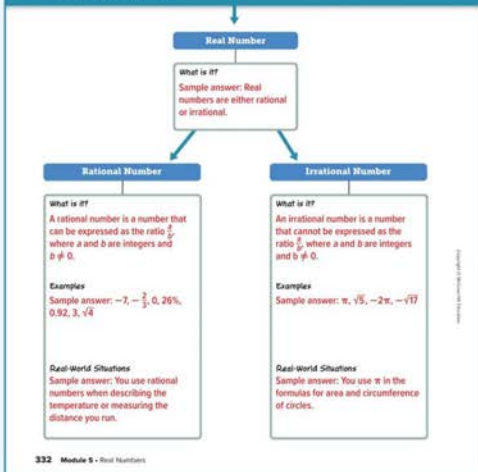 Real Number
What is it?
Sample answer: Real
numbers are either rational
or irrational.
Rational Number
What is it?
A rational number is a number that
can be expressed as the ratio a/b,
where a and b are integers and
b ≠ 0.
Examples
Sample answer: −7, −2/3, 0, 26%,
0.92, 3, √4
Real-World Situations
Sample answer: You use rational
numbers when describing the
temperature or measuring the
distance you run.
Irrational Number
What is it?
An irrational number is a number
that cannot be expressed as the
ratio a/b, where a and b are integers
and b ≠ 0.
Examples
Sample answer: π, √5, −2π, −√17
Real-World Situations
Sample answer: You use π in the
formulas for area and circumference
of circles.
332 Module 5 • Real Numbers
Copyright © McGraw-Hill Education